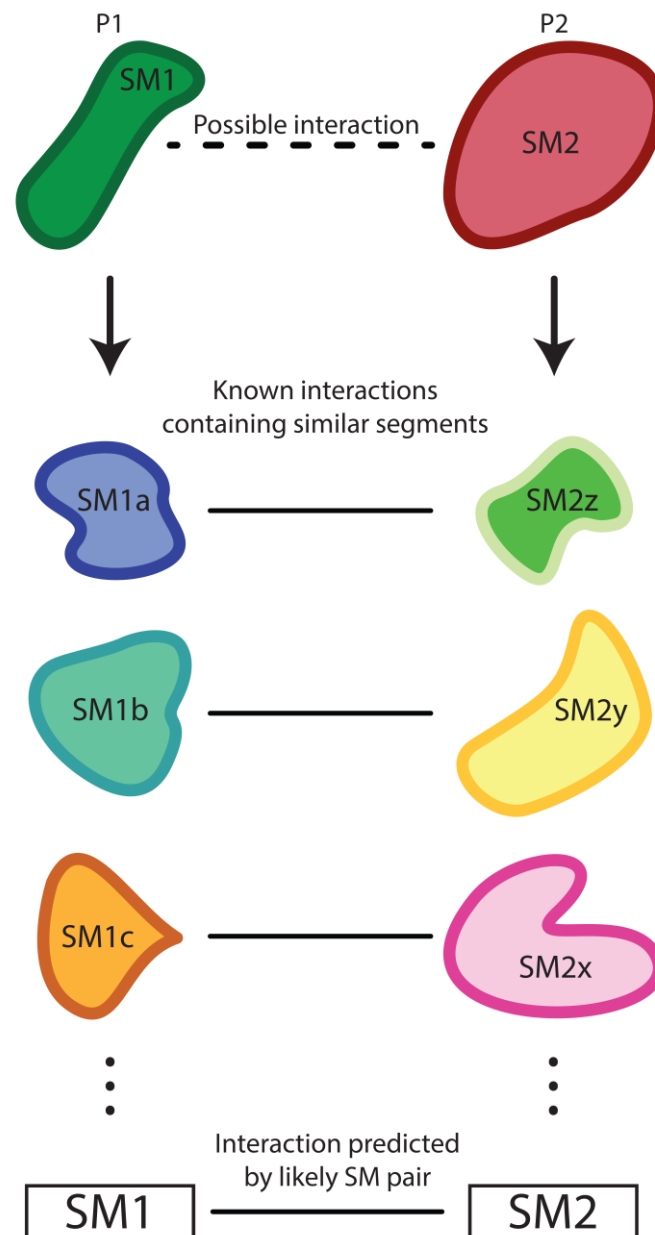 P1 P2
SM1
Possible interaction
SM2
Known interactions
containing similar segments
SM1a SM2z
SM1b SM2y
SM1c SM2x
Interaction predicted
by likely SM pair
SM1 SM2